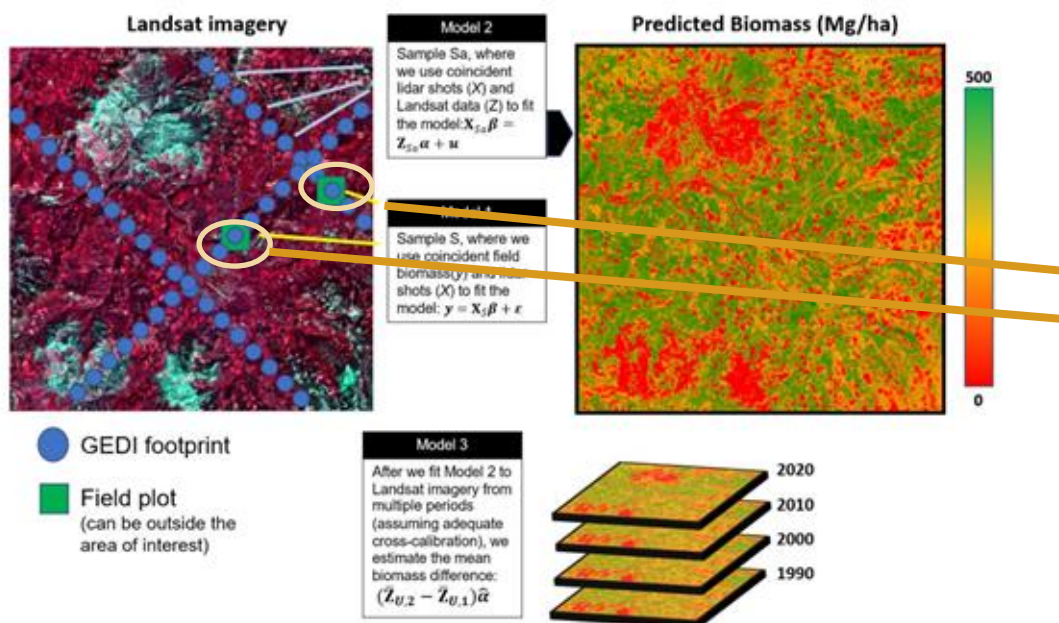 Landsat imagery
Model 2
Sample Sa, where
we use coincident
lidar shots (X) and
Landsat data (Z) to fit
the model: X_{Sa}β =
Z_{Sa}α + u
Sample S, where we
use coincident field
biomass(y) and
shots (X) to fit the
model: y = X_Sβ + ε
Predicted Biomass (Mg/ha)
500
0
GEDI footprint
Field plot
(can be outside the
area of interest)
Model 3
After we fit Model 2 to
Landsat imagery from
multiple periods
(assuming adequate
cross-calibration), we
estimate the mean
biomass difference:
(Z̄_{U,2} − Z̄_{U,1})α̂
2020
2010
2000
1990